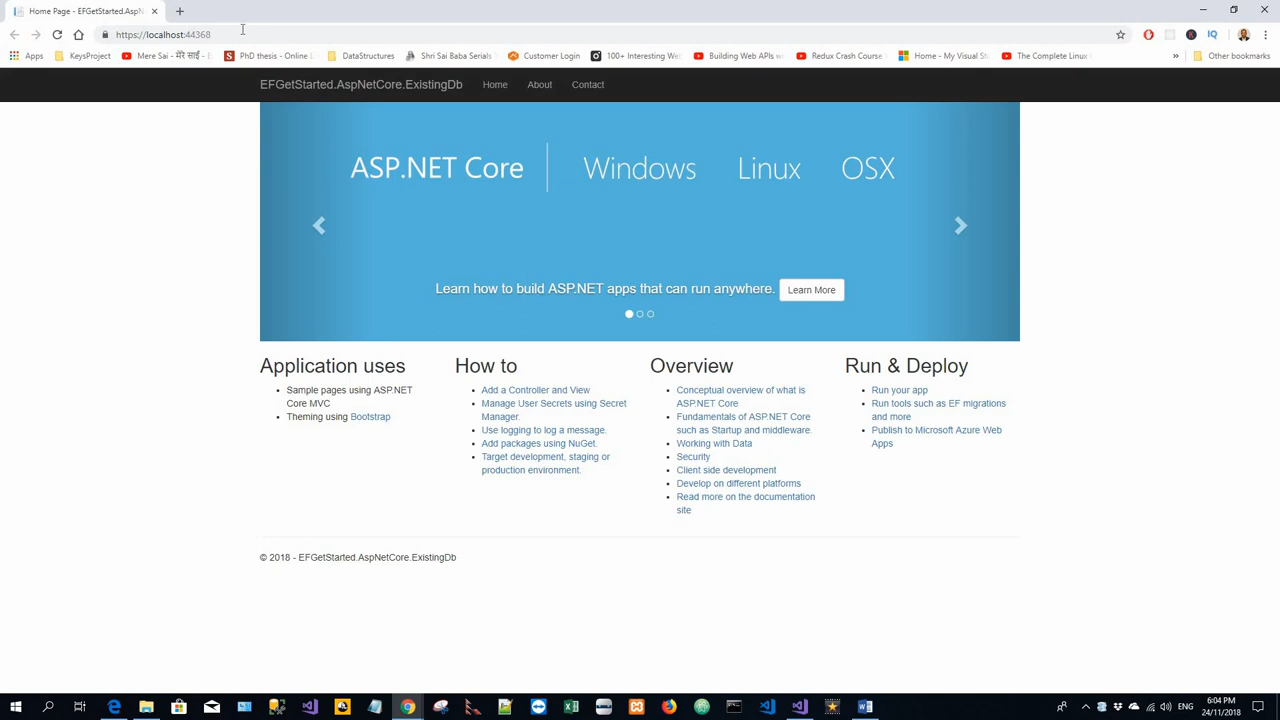 Home Page - EFGetStarted.AspN
https://localhost:44368
Apps
KeysProject
Mere Sai - मेरे साईं -
PhD thesis - Online L
DataStructures
Shri Sai Baba Serials
Customer Login
100+ Interesting Web
Building Web APIs w
Redux Crash Course
Home - My Visual St
The Complete Linux
»
Other bookmarks
EFGetStarted.AspNetCore.ExistingDb
Home
About
Contact
ASP.NET Core
Windows
Linux
OSX
Learn how to build ASP.NET apps that can run anywhere.
Learn More
Application uses
Sample pages using ASP.NET
Core MVC
Theming using Bootstrap
How to
Add a Controller and View
Manage User Secrets using Secret
Manager.
Use logging to log a message.
Add packages using NuGet.
Target development, staging or
production environment.
Overview
Conceptual overview of what is
ASP.NET Core
Fundamentals of ASP.NET Core
such as Startup and middleware.
Working with Data
Security
Client side development
Develop on different platforms
Read more on the documentation
site
Run & Deploy
Run your app
Run tools such as EF migrations
and more
Publish to Microsoft Azure Web
Apps
© 2018 - EFGetStarted.AspNetCore.ExistingDb
ENG
6:04 PM
24/11/2018